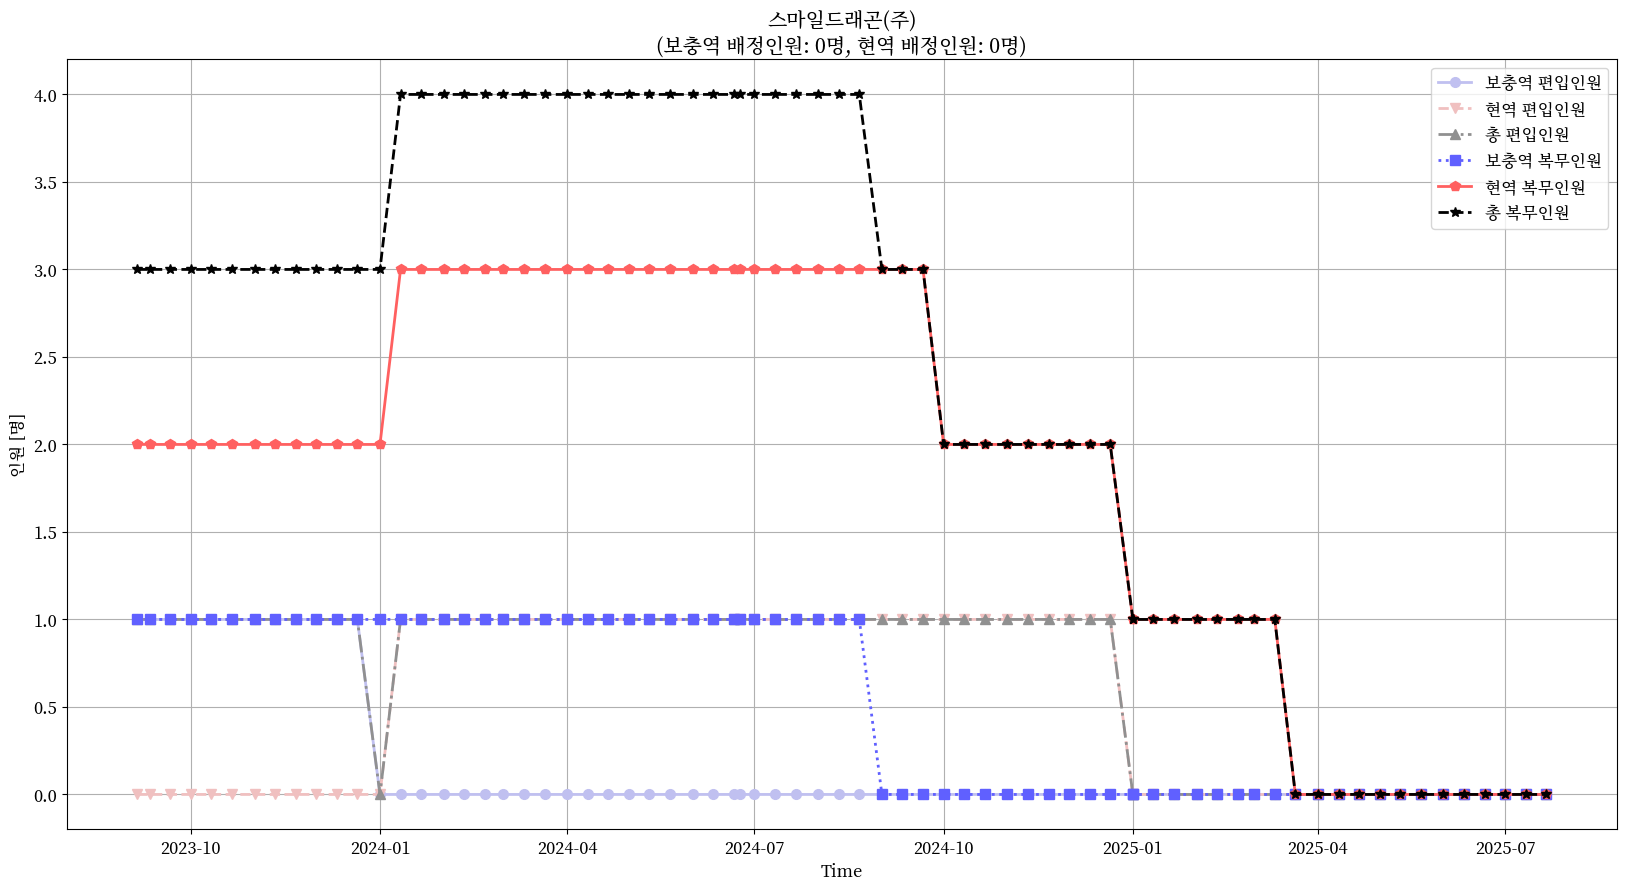 스마일드래곤(주)
(보충역 배정인원: 0명, 현역 배정인원: 0명)
보충역 편입인원
현역 편입인원
총 편입인원
보충역 복무인원
현역 복무인원
총 복무인원
인원 [명]
4.0
3.5
3.0
2.5
2.0
1.5
1.0
0.5
0.0
2023-10
2024-01
2024-04
2024-07
2024-10
2025-01
2025-04
2025-07
Time